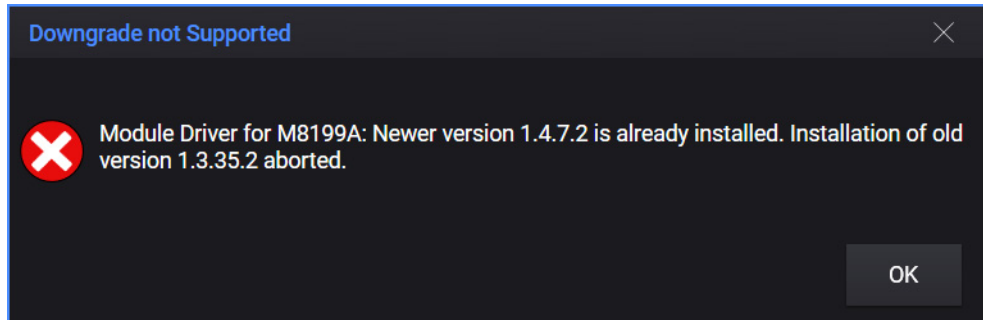 Downgrade not Supported
Module Driver for M8199A: Newer version 1.4.7.2 is already installed. Installation of old
version 1.3.35.2 aborted.
OK